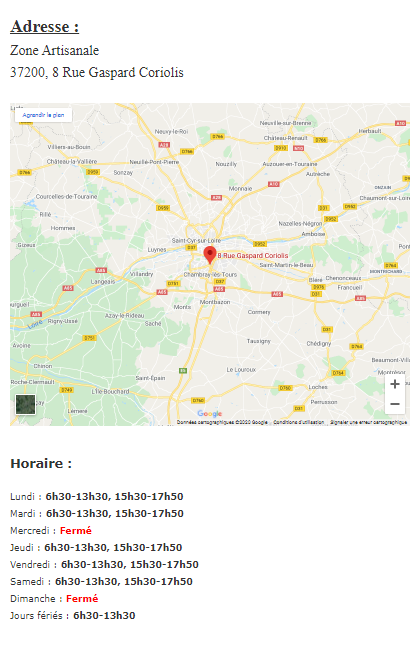 Adresse :
Zone Artisanale
37200, 8 Rue Gaspard Coriolis
Agrandir le plan
Neuvy-le-Roi
Neuville-sur-Brenne
Château-Renault
Herbault
Villiers-au-Bouin
Château-la-Vallière
Neuillé-Pont-Pierre
Nouzilly
Auzouer-en-Touraine
Sonzay
Autrèche
Monnaie
ONZAIN
Chaumont-sur-Loire
Courcelles-de-Touraine
Rillé
Hommes
Nazelles-Négron
Amboise
Saint-Cyr-sur-Loire
Gizeux
Luynes
8 Rue Gaspard Coriolis
Saint-Martin-le-Beau
Villandry
Chambray-lès-Tours
Langeais
Bléré
Chenonceaux
MONTRICHARD
Francueil
Montbazon
Monts
Azay-le-Rideau
Cormery
LOIRE
Rigny-Ussé
Saché
Avoine
Tauxigny
Chédigny
Chinon
Beaumont-Vil
Le Louroux
Montrésor
Roche Clermault
Saint-Épain
Loches
L'Île-Bouchard
Perrusson
Lémeré
Google
Données cartographiques ©2020 Google
Conditions d'utilisation
Signaler une erreur cartographique
Horaire :
Lundi : 6h30-13h30, 15h30-17h50
Mardi : 6h30-13h30, 15h30-17h50
Mercredi : Fermé
Jeudi : 6h30-13h30, 15h30-17h50
Vendredi : 6h30-13h30, 15h30-17h50
Samedi : 6h30-13h30, 15h30-17h50
Dimanche : Fermé
Jours fériés : 6h30-13h30